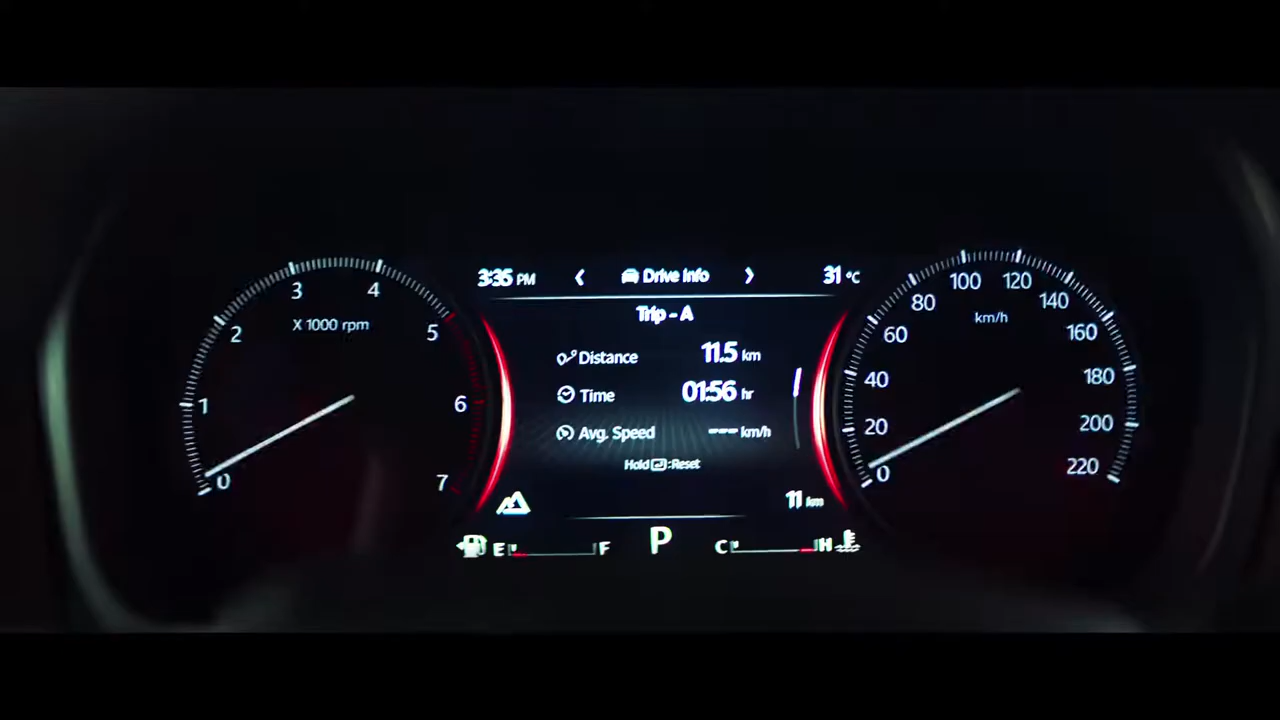 3:35 PM < Drive Info > 31 °C
Trip - A
Distance 11.5 km
Time 01:56 hr
Avg. Speed --- km/h
Hold :Reset
11 km
E F P C H
0 1 2 3 4 5 6 7
X 1000 rpm
0 20 40 60 80 100 120 140 160 180 200 220
km/h